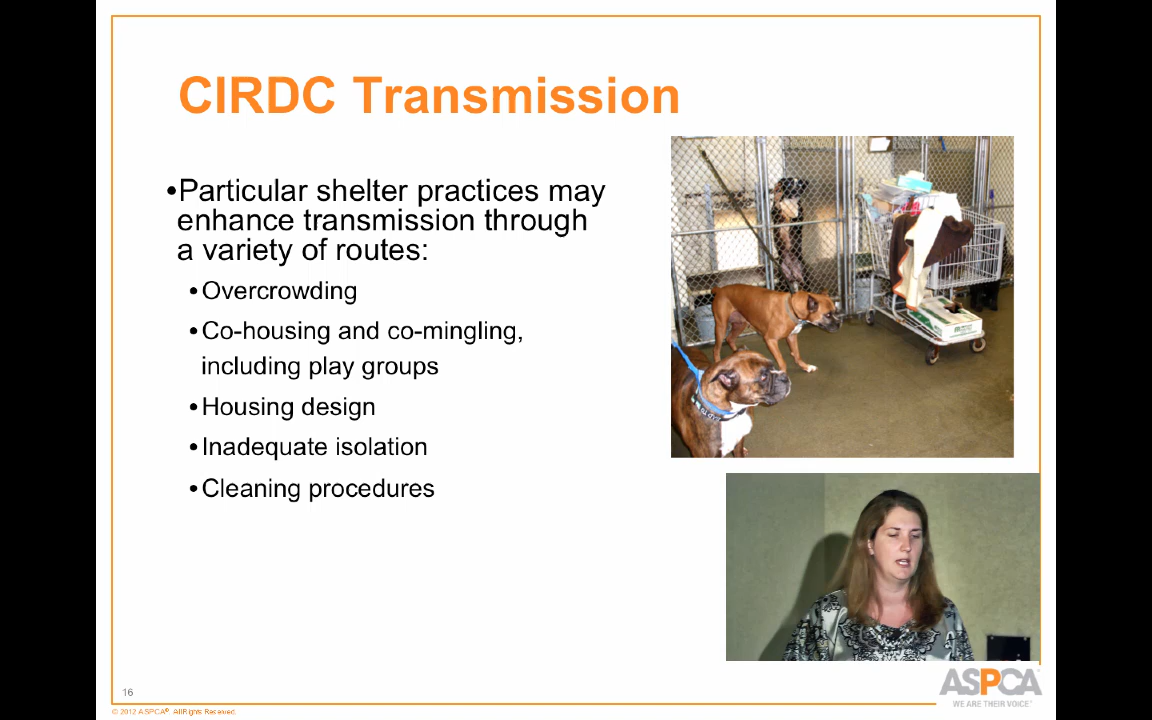 CIRDC Transmission
•Particular shelter practices may
enhance transmission through
a variety of routes:
•Overcrowding
•Co-housing and co-mingling,
including play groups
•Housing design
•Inadequate isolation
•Cleaning procedures
16
© 2012 ASPCA®. All Rights Reserved.
ASPCA
WE ARE THEIR VOICE®